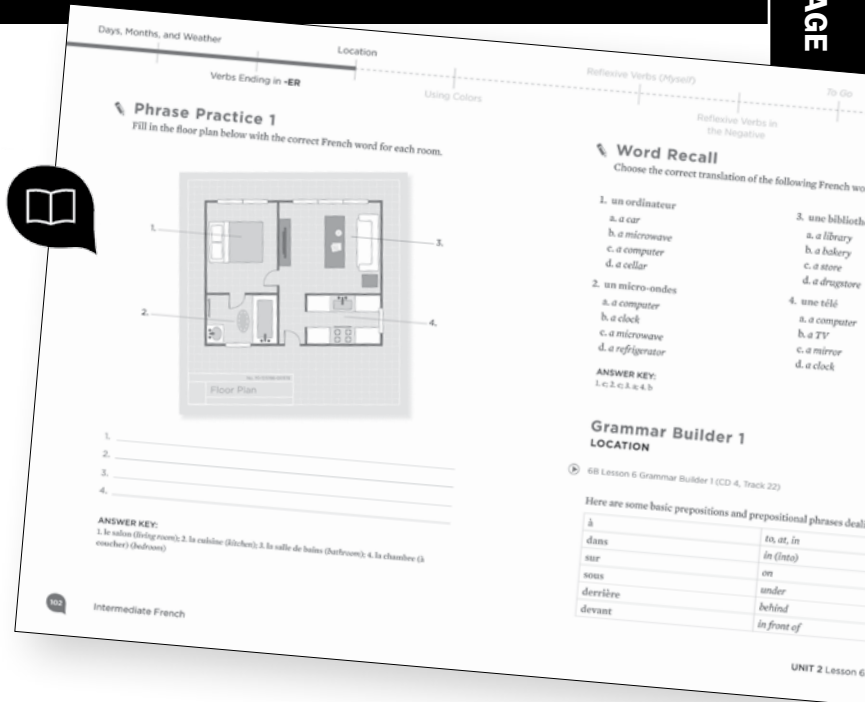 AGE
Days, Months, and Weather
Location
Reflexive Verbs (Myself)
To Go
Verbs Ending in -ER
Using Colors
Reflexive Verbs in
the Negative
Phrase Practice 1
Fill in the floor plan below with the correct French word for each room.
1.
2.
3.
4.
Floor Plan
1.
2.
3.
4.
ANSWER KEY:
1. le salon (living room); 2. la cuisine (kitchen); 3. la salle de bains (bathroom); 4. la chambre (à
coucher) (bedroom)
102
Intermediate French
Word Recall
Choose the correct translation of the following French wo
1. un ordinateur
a. a car
b. a microwave
c. a computer
d. a cellar
2. un micro-ondes
a. a computer
b. a clock
c. a microwave
d. a refrigerator
3. une biblioth
a. a library
b. a bakery
c. a store
d. a drugstore
4. une télé
a. a computer
b. a TV
c. a mirror
d. a clock
ANSWER KEY:
1. c; 2. c; 3. a; 4. b
Grammar Builder 1
LOCATION
6B Lesson 6 Grammar Builder 1 (CD 4, Track 22)
Here are some basic prepositions and prepositional phrases deali
à to, at, in
dans in (into)
sur on
sous under
derrière behind
devant in front of
UNIT 2 Lesson 6